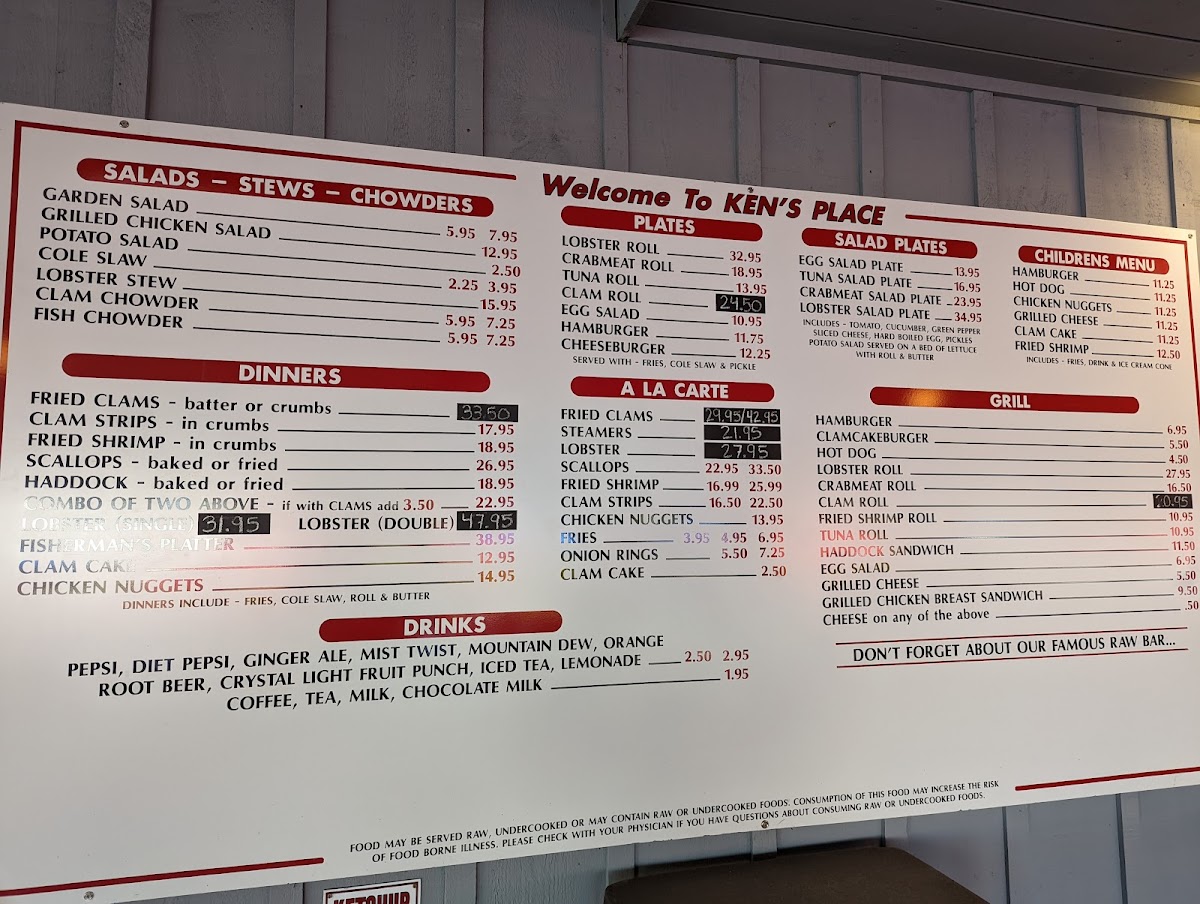 Welcome To KEN'S PLACE
SALADS – STEWS – CHOWDERS
GARDEN SALAD 5.95 7.95
GRILLED CHICKEN SALAD 12.95
POTATO SALAD 2.50
COLE SLAW 2.25 3.95
LOBSTER STEW 15.95
CLAM CHOWDER 5.95 7.25
FISH CHOWDER 5.95 7.25
DINNERS
FRIED CLAMS - batter or crumbs 33.50
CLAM STRIPS - in crumbs 17.95
FRIED SHRIMP - in crumbs 18.95
SCALLOPS - baked or fried 26.95
HADDOCK - baked or fried 18.95
COMBO OF TWO ABOVE - if with CLAMS add 3.50 22.95
LOBSTER (SINGLE) 31.95 LOBSTER (DOUBLE) 47.95
FISHERMAN'S PLATTER 38.95
CLAM CAKE 12.95
CHICKEN NUGGETS 14.95
DINNERS INCLUDE - FRIES, COLE SLAW, ROLL & BUTTER
DRINKS
PEPSI, DIET PEPSI, GINGER ALE, MIST TWIST, MOUNTAIN DEW, ORANGE
ROOT BEER, CRYSTAL LIGHT FRUIT PUNCH, ICED TEA, LEMONADE 2.50 2.95
COFFEE, TEA, MILK, CHOCOLATE MILK 1.95
PLATES
LOBSTER ROLL 32.95
CRABMEAT ROLL 18.95
TUNA ROLL 13.95
CLAM ROLL 24.50
EGG SALAD 10.95
HAMBURGER 11.75
CHEESEBURGER 12.25
SERVED WITH - FRIES, COLE SLAW & PICKLE
A LA CARTE
FRIED CLAMS 29.95/42.95
STEAMERS 21.95
LOBSTER 27.95
SCALLOPS 22.95 33.50
FRIED SHRIMP 16.99 25.99
CLAM STRIPS 16.50 22.50
CHICKEN NUGGETS 13.95
FRIES 3.95 4.95 6.95
ONION RINGS 5.50 7.25
CLAM CAKE 2.50
SALAD PLATES
EGG SALAD PLATE 13.95
TUNA SALAD PLATE 16.95
CRABMEAT SALAD PLATE 23.95
LOBSTER SALAD PLATE 34.95
INCLUDES - TOMATO, CUCUMBER, GREEN PEPPER
SLICED CHEESE, HARD BOILED EGG, PICKLES
POTATO SALAD SERVED ON A BED OF LETTUCE
WITH ROLL & BUTTER
CHILDRENS MENU
HAMBURGER 11.25
HOT DOG 11.25
CHICKEN NUGGETS 11.25
GRILLED CHEESE 11.25
CLAM CAKE 11.25
FRIED SHRIMP 12.50
INCLUDES - FRIES, DRINK & ICE CREAM CONE
GRILL
HAMBURGER 6.95
CLAMCAKEBURGER 5.50
HOT DOG 4.50
LOBSTER ROLL 27.95
CRABMEAT ROLL 16.50
CLAM ROLL 20.95
FRIED SHRIMP ROLL 10.95
TUNA ROLL 10.95
HADDOCK SANDWICH 11.50
EGG SALAD 6.95
GRILLED CHEESE 5.50
GRILLED CHICKEN BREAST SANDWICH 9.50
CHEESE on any of the above .50
DON'T FORGET ABOUT OUR FAMOUS RAW BAR...
FOOD MAY BE SERVED RAW, UNDERCOOKED OR MAY CONTAIN RAW OR UNDERCOOKED FOODS. CONSUMPTION OF THIS FOOD MAY INCREASE THE RISK
OF FOOD BORNE ILLNESS. PLEASE CHECK WITH YOUR PHYSICIAN IF YOU HAVE QUESTIONS ABOUT CONSUMING RAW OR UNDERCOOKED FOODS.
KETCHUP